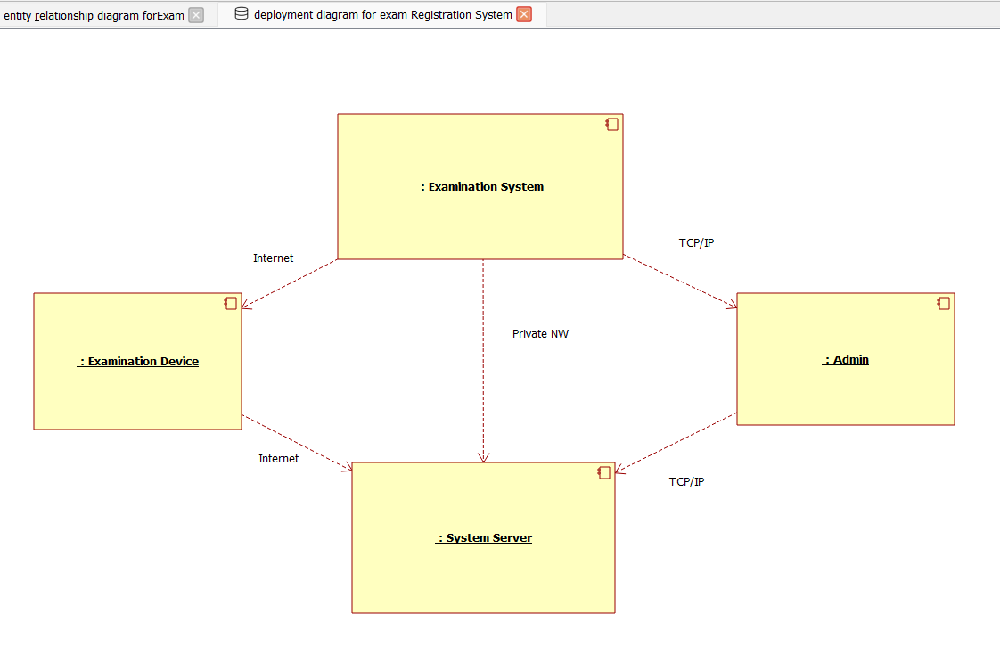 entity relationship diagram forExam
deployment diagram for exam Registration System
: Examination System
TCP/IP
Internet
Private NW
: Examination Device
: Admin
Internet
TCP/IP
: System Server